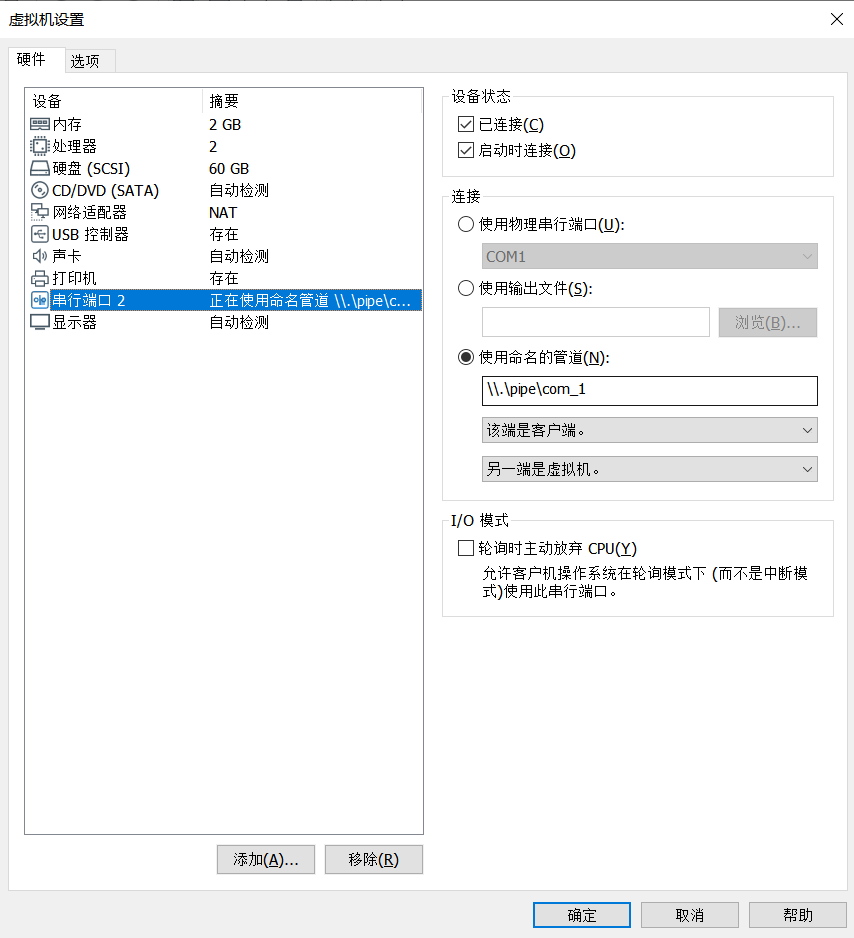 虚拟机设置
硬件 选项
设备 摘要
内存 2 GB
处理器 2
硬盘 (SCSI) 60 GB
CD/DVD (SATA) 自动检测
网络适配器 NAT
USB 控制器 存在
声卡 自动检测
打印机 存在
串行端口 2 正在使用命名管道 \\.\pipe\c...
显示器 自动检测
添加(A)... 移除(R)
设备状态
已连接(C)
启动时连接(O)
连接
使用物理串行端口(U):
COM1
使用输出文件(S):
浏览(B)...
使用命名的管道(N):
\\.\pipe\com_1
该端是客户端。
另一端是虚拟机。
I/O 模式
轮询时主动放弃 CPU(Y)
允许客户机操作系统在轮询模式下 (而不是中断模
式)使用此串行端口。
确定 取消 帮助